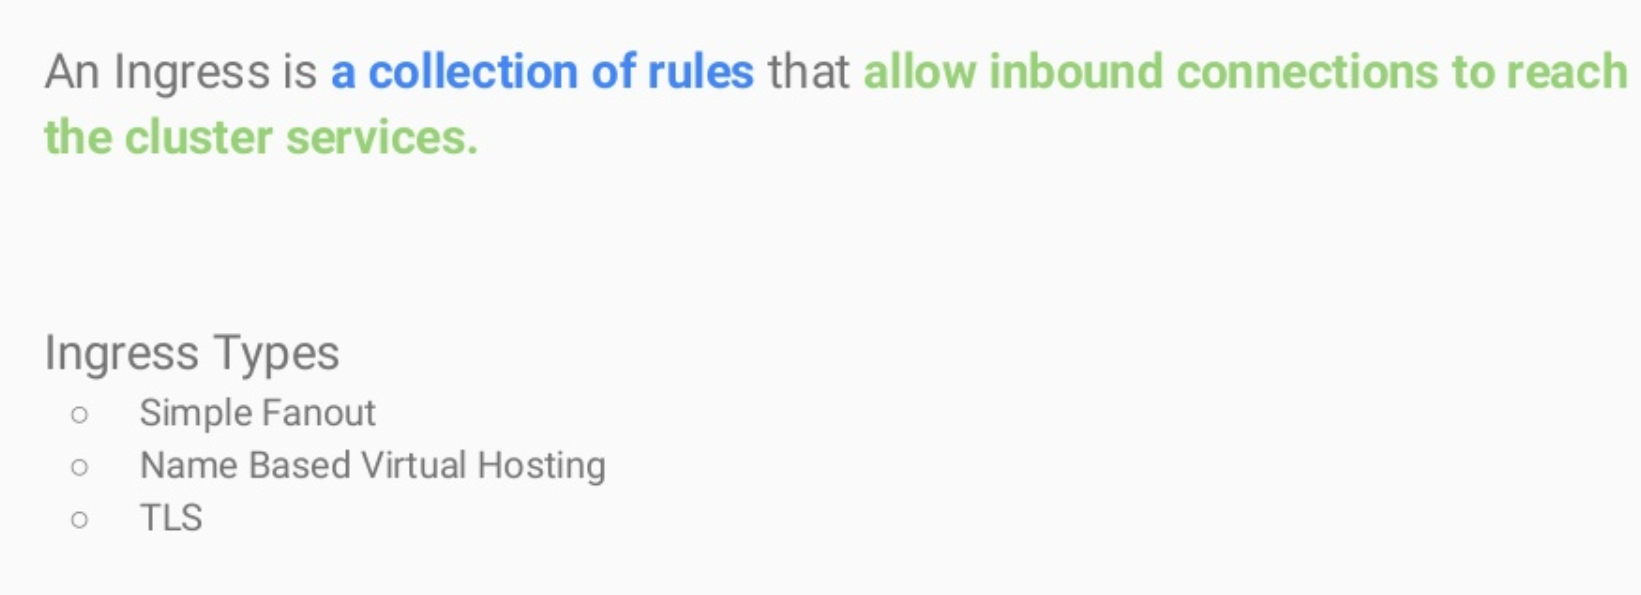 An Ingress is a collection of rules that allow inbound connections to reach
the cluster services.
Ingress Types
○ Simple Fanout
○ Name Based Virtual Hosting
○ TLS